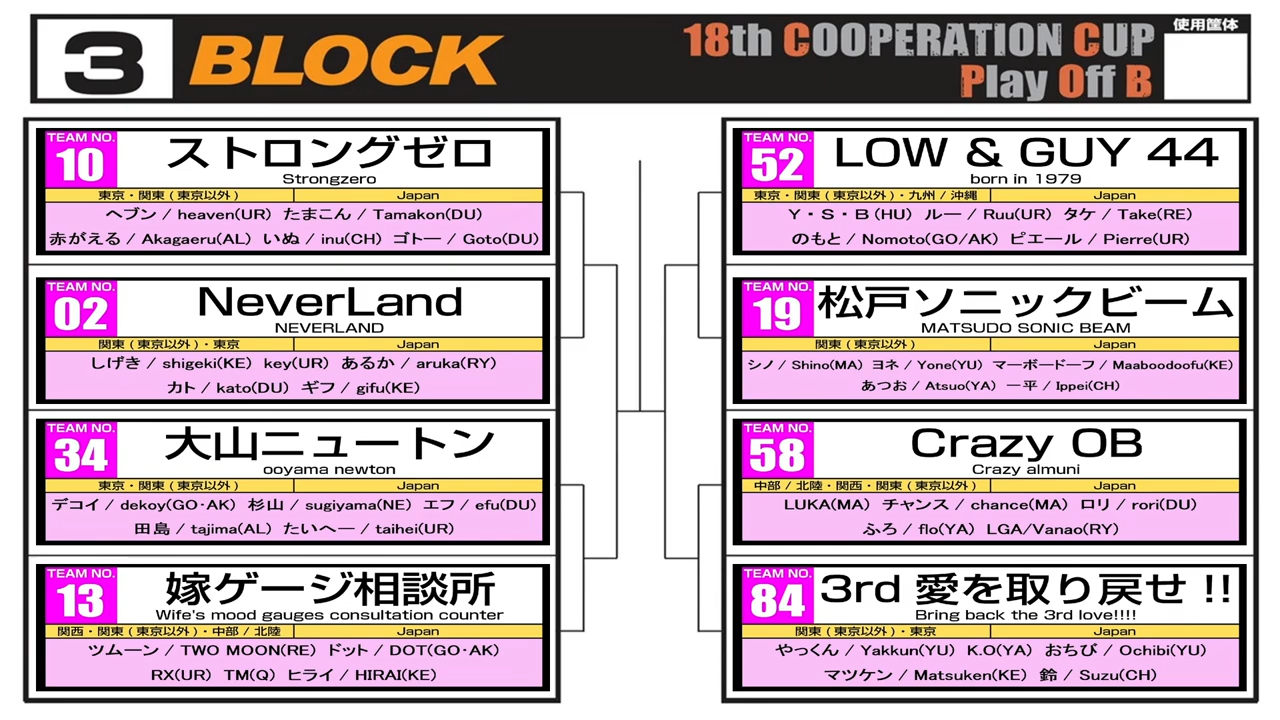 3 BLOCK
18th COOPERATION CUP
Play Off B
使用筐体
TEAM NO. 10
ストロングゼロ
Strongzero
東京・関東(東京以外) Japan
ヘブン / heaven(UR) たまこん / Tamakon(DU)
赤がえる / Akagaeru(AL) いぬ / inu(CH) ゴトー / Goto(DU)
TEAM NO. 02
NeverLand
NEVERLAND
関東(東京以外)・東京 Japan
しげき / shigeki(KE) key(UR) あるか / aruka(RY)
カト / kato(DU) ギフ / gifu(KE)
TEAM NO. 34
大山ニュートン
ooyama newton
東京・関東(東京以外) Japan
デコイ / dekoy(GO・AK) 杉山 / sugiyama(NE) エフ / efu(DU)
田島 / tajima(AL) たいへー / taihei(UR)
TEAM NO. 13
嫁ゲージ相談所
Wife's mood gauges consultation counter
関西・関東(東京以外)・中部 / 北陸 Japan
ツムーン / TWO MOON(RE) ドット / DOT(GO・AK)
RX(UR) TM(Q) ヒライ / HIRAI(KE)
TEAM NO. 52
LOW & GUY 44
born in 1979
東京・関東(東京以外)・九州 / 沖縄 Japan
Y・S・B(HU) ルー / Ruu(UR) タケ / Take(RE)
のもと / Nomoto(GO/AK) ピエール / Pierre(UR)
TEAM NO. 19
松戸ソニックビーム
MATSUDO SONIC BEAM
関東(東京以外) Japan
シノ / Shino(MA) ヨネ / Yone(YU) マーボードーフ / Maaboodoofu(KE)
あつお / Atsuo(YA) 一平 / Ippei(CH)
TEAM NO. 58
Crazy OB
Crazy almuni
中部 / 北陸・関西・関東(東京以外) Japan
LUKA(MA) チャンス / chance(MA) ロリ / rori(DU)
ふろ / flo(YA) LGA/Vanao(RY)
TEAM NO. 84
3rd 愛を取り戻せ !!
Bring back the 3rd love!!!!
関東(東京以外)・東京 Japan
やっくん / Yakkun(YU) K.O(YA) おちび / Ochibi(YU)
マツケン / Matsuken(KE) 鈴 / Suzu(CH)